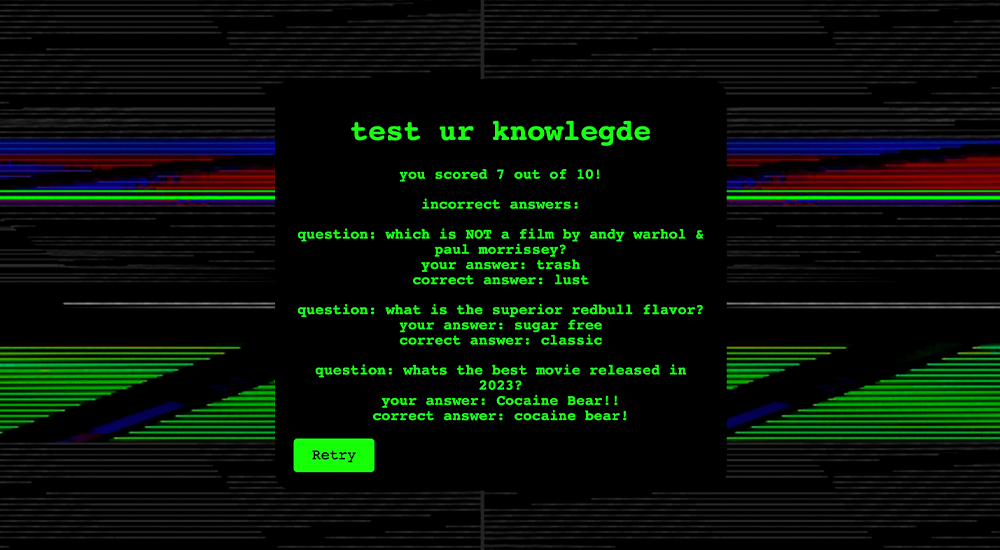 test ur knowlegde
you scored 7 out of 10!
incorrect answers:
question: which is NOT a film by andy warhol &
paul morrissey?
your answer: trash
correct answer: lust
question: what is the superior redbull flavor?
your answer: sugar free
correct answer: classic
question: whats the best movie released in
2023?
your answer: Cocaine Bear!!
correct answer: cocaine bear!
Retry